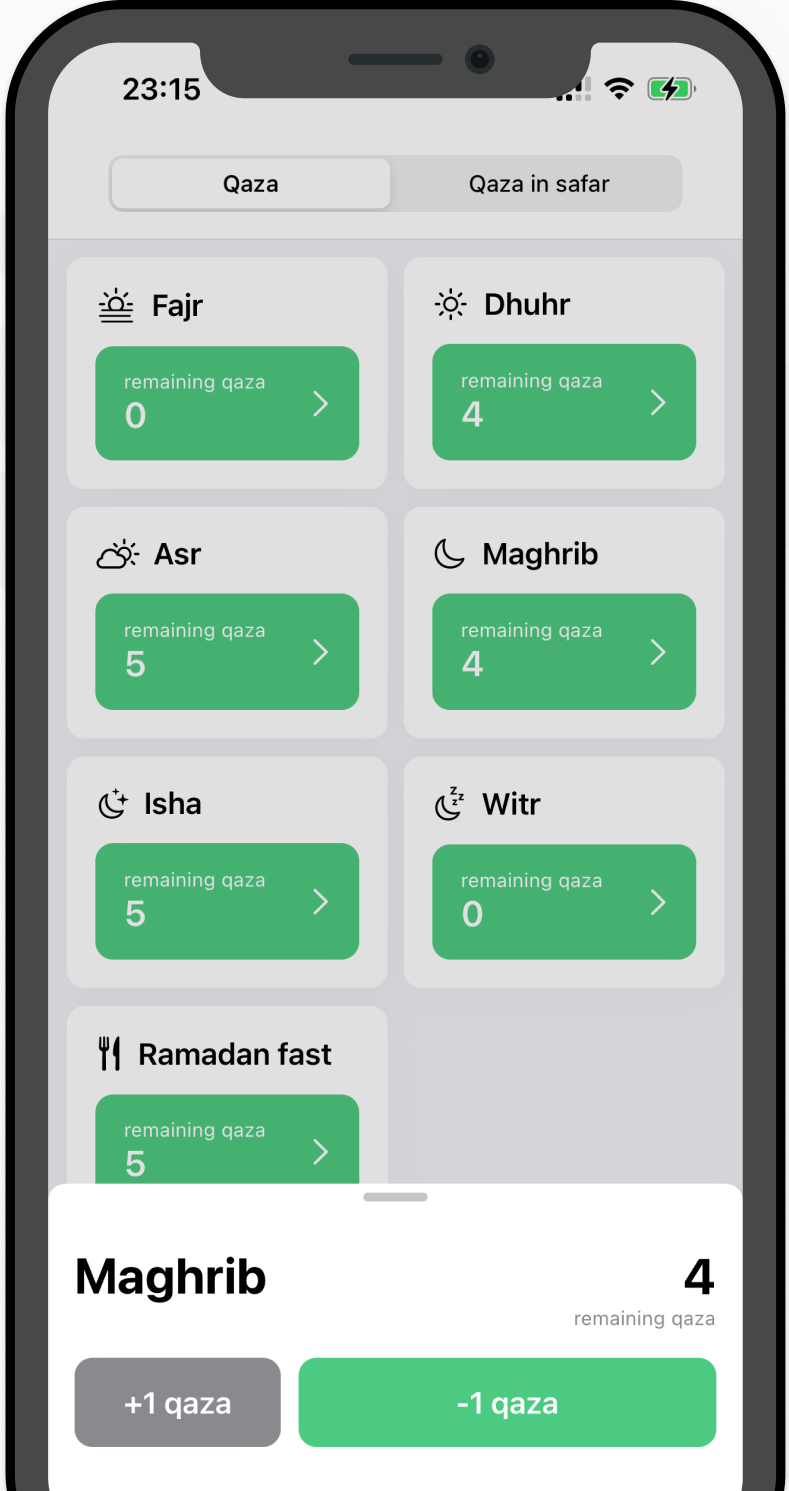 23:15
Qaza
Qaza in safar
Fajr
remaining qaza
0
Dhuhr
remaining qaza
4
Asr
remaining qaza
5
Maghrib
remaining qaza
4
Isha
remaining qaza
5
Witr
remaining qaza
0
Ramadan fast
remaining qaza
5
Maghrib
4
remaining qaza
+1 qaza
-1 qaza